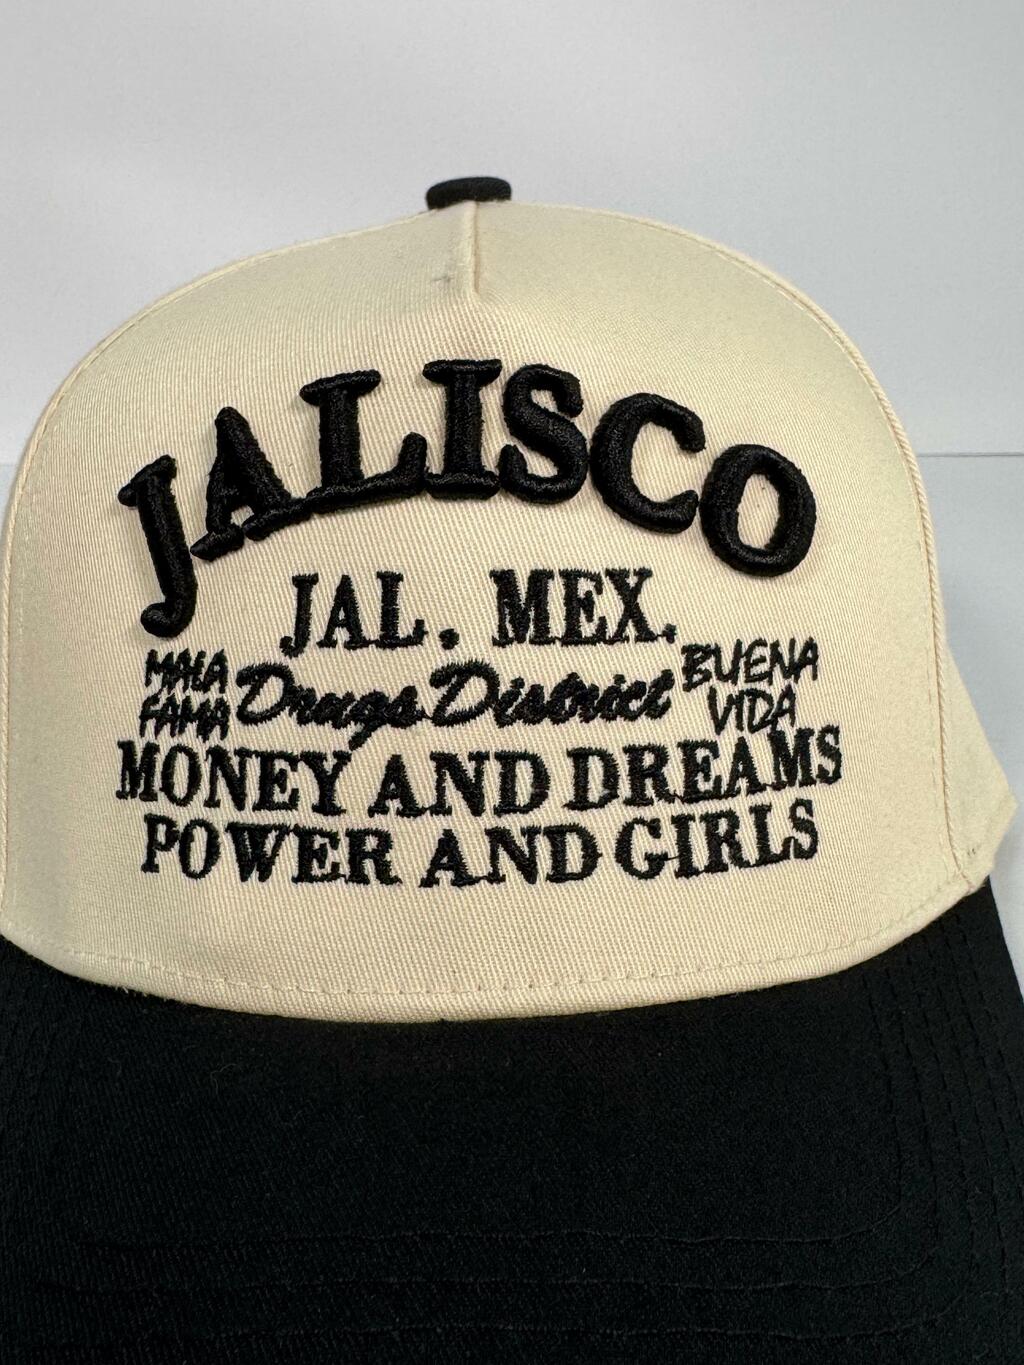 JALISCO
JAL. MEX.
MALA FAMA
Drugs District
BUENA VIDA
MONEY AND DREAMS
POWER AND GIRLS